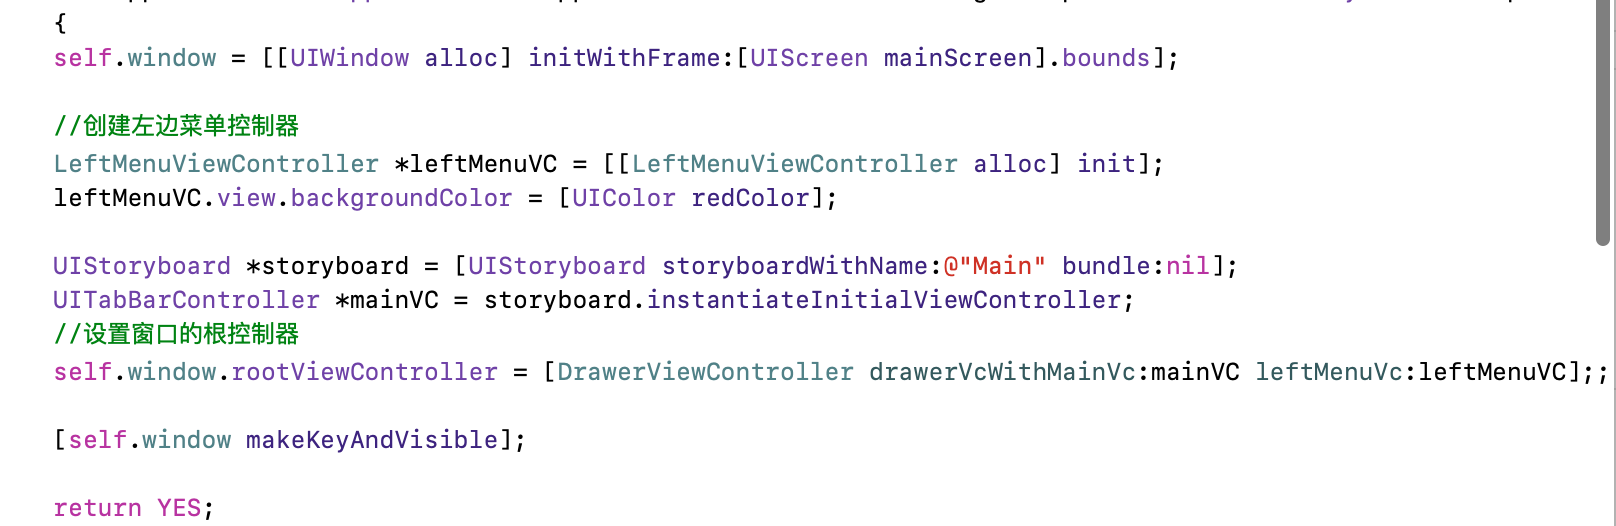 {
self.window = [[UIWindow alloc] initWithFrame:[UIScreen mainScreen].bounds];
//创建左边菜单控制器
LeftMenuViewController *leftMenuVC = [[LeftMenuViewController alloc] init];
leftMenuVC.view.backgroundColor = [UIColor redColor];
UIStoryboard *storyboard = [UIStoryboard storyboardWithName:@"Main" bundle:nil];
UITabBarController *mainVC = storyboard.instantiateInitialViewController;
//设置窗口的根控制器
self.window.rootViewController = [DrawerViewController drawerVcWithMainVc:mainVC leftMenuVc:leftMenuVC];;
[self.window makeKeyAndVisible];
return YES;